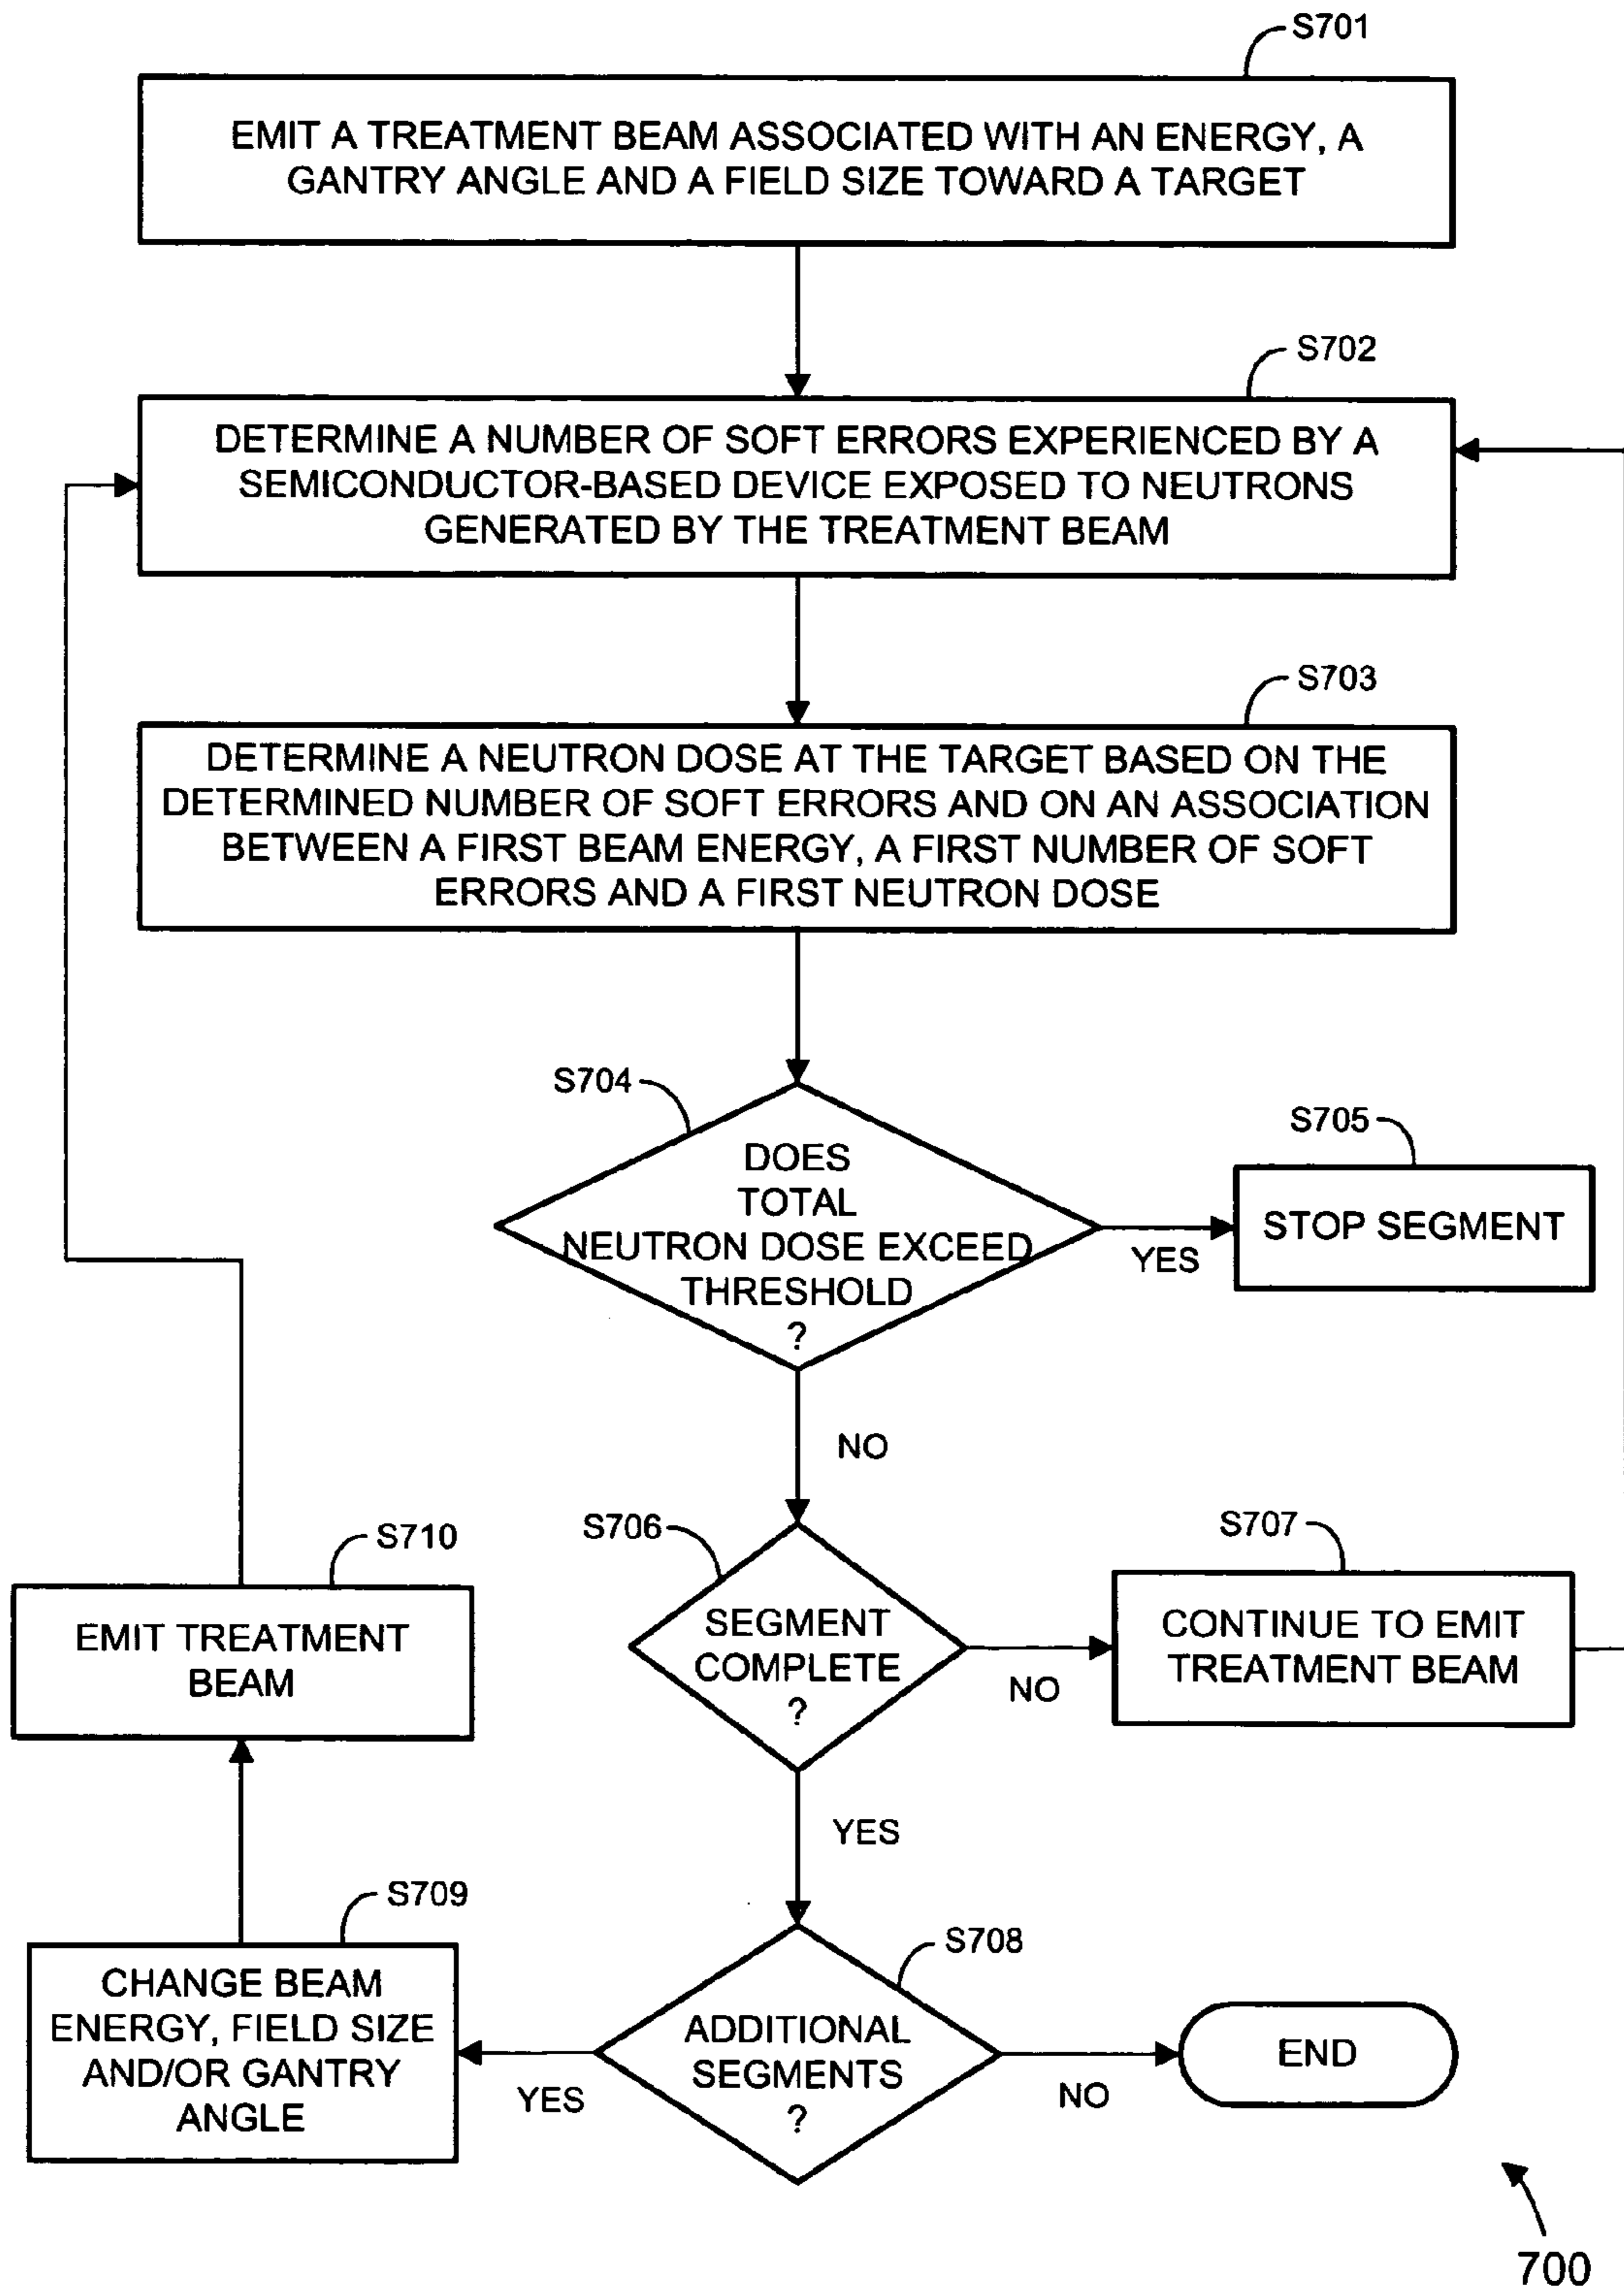 S701
EMIT A TREATMENT BEAM ASSOCIATED WITH AN ENERGY, A
GANTRY ANGLE AND A FIELD SIZE TOWARD A TARGET
S702
DETERMINE A NUMBER OF SOFT ERRORS EXPERIENCED BY A
SEMICONDUCTOR-BASED DEVICE EXPOSED TO NEUTRONS
GENERATED BY THE TREATMENT BEAM
S703
DETERMINE A NEUTRON DOSE AT THE TARGET BASED ON THE
DETERMINED NUMBER OF SOFT ERRORS AND ON AN ASSOCIATION
BETWEEN A FIRST BEAM ENERGY, A FIRST NUMBER OF SOFT
ERRORS AND A FIRST NEUTRON DOSE
S704
DOES
TOTAL
NEUTRON DOSE EXCEED
THRESHOLD
?
YES
S705
STOP SEGMENT
NO
S706
SEGMENT
COMPLETE
?
NO
S707
CONTINUE TO EMIT
TREATMENT BEAM
YES
S708
ADDITIONAL
SEGMENTS
?
NO
END
YES
S709
CHANGE BEAM
ENERGY, FIELD SIZE
AND/OR GANTRY
ANGLE
S710
EMIT TREATMENT
BEAM
700